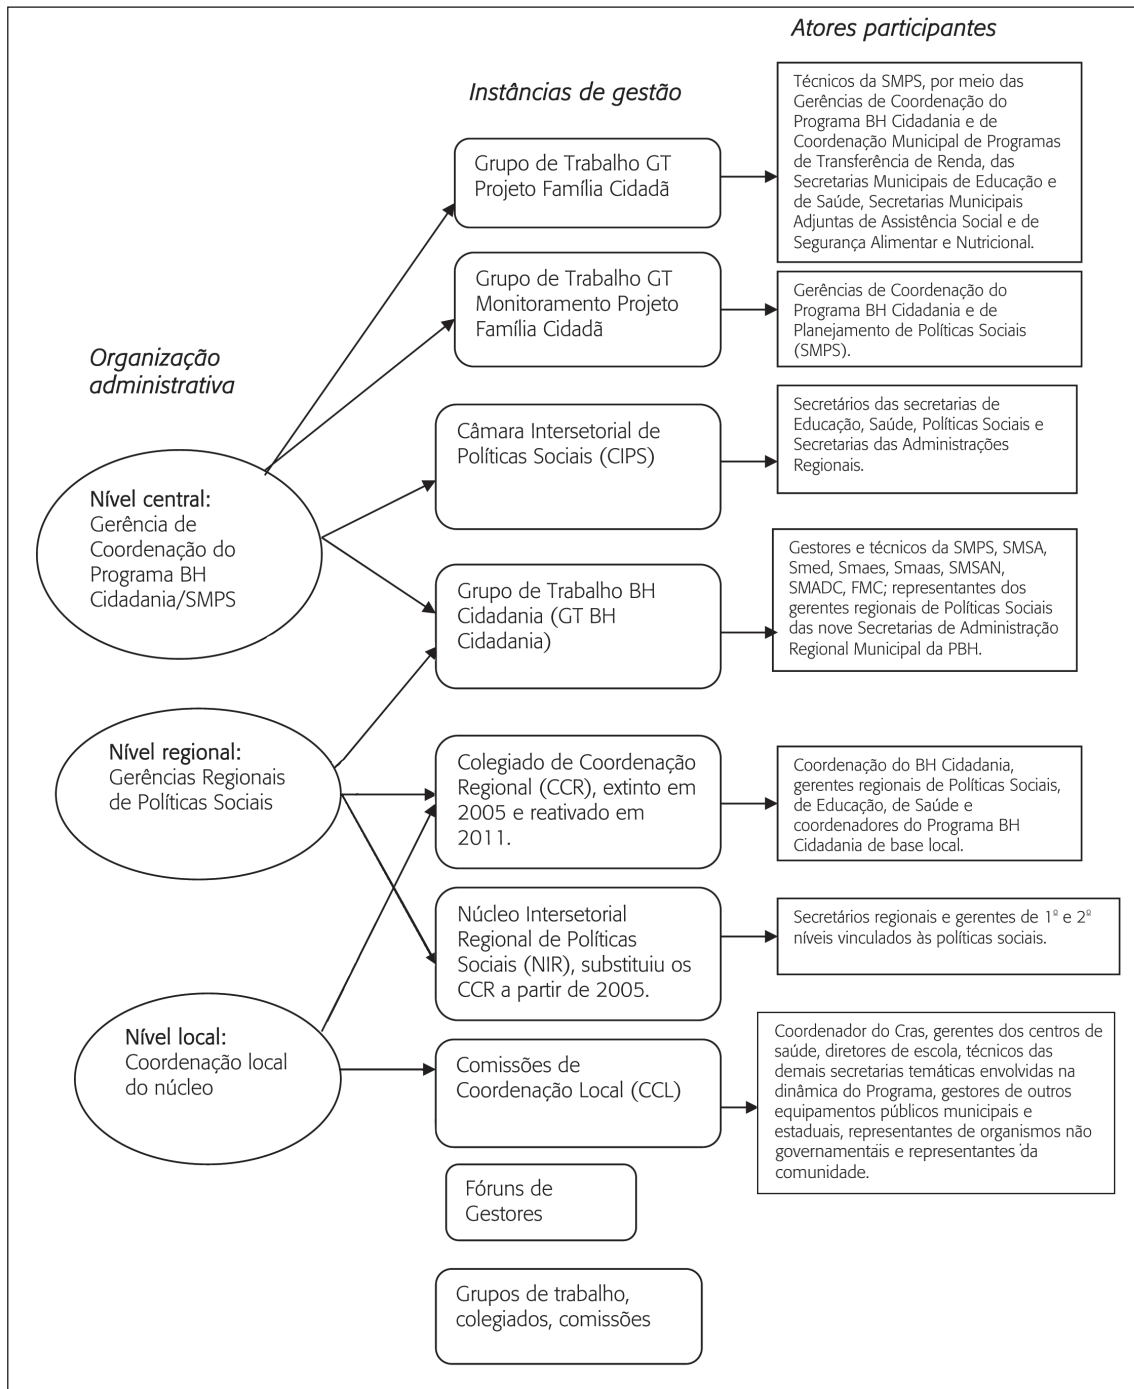 Atores participantes
Instâncias de gestão
Organização
administrativa
Nível central:
Gerência de
Coordenação do
Programa BH
Cidadania/SMPS
Nível regional:
Gerências Regionais
de Políticas Sociais
Nível local:
Coordenação local
do núcleo
Grupo de Trabalho GT
Projeto Família Cidadã
Técnicos da SMPS, por meio das
Gerências de Coordenação do
Programa BH Cidadania e de
Coordenação Municipal de Programas
de Transferência de Renda, das
Secretarias Municipais de Educação e
de Saúde, Secretarias Municipais
Adjuntas de Assistência Social e de
Segurança Alimentar e Nutricional.
Grupo de Trabalho GT
Monitoramento Projeto
Família Cidadã
Gerências de Coordenação do
Programa BH Cidadania e de
Planejamento de Políticas Sociais
(SMPS).
Câmara Intersetorial de
Políticas Sociais (CIPS)
Secretários das secretarias de
Educação, Saúde, Políticas Sociais e
Secretarias das Administrações
Regionais.
Grupo de Trabalho BH
Cidadania (GT BH
Cidadania)
Gestores e técnicos da SMPS, SMSA,
Smed, Smaes, Smaas, SMSAN,
SMADC, FMC; representantes dos
gerentes regionais de Políticas Sociais
das nove Secretarias de Administração
Regional Municipal da PBH.
Colegiado de Coordenação
Regional (CCR), extinto em
2005 e reativado em
2011.
Coordenação do BH Cidadania,
gerentes regionais de Políticas Sociais,
de Educação, de Saúde e
coordenadores do Programa BH
Cidadania de base local.
Núcleo Intersetorial
Regional de Políticas
Sociais (NIR), substituiu os
CCR a partir de 2005.
Secretários regionais e gerentes de 1º e 2º
níveis vinculados às políticas sociais.
Comissões de
Coordenação Local (CCL)
Coordenador do Cras, gerentes dos centros de
saúde, diretores de escola, técnicos das
demais secretarias temáticas envolvidas na
dinâmica do Programa, gestores de outros
equipamentos públicos municipais e
estaduais, representantes de organismos não
governamentais e representantes da
comunidade.
Fóruns de
Gestores
Grupos de trabalho,
colegiados, comissões